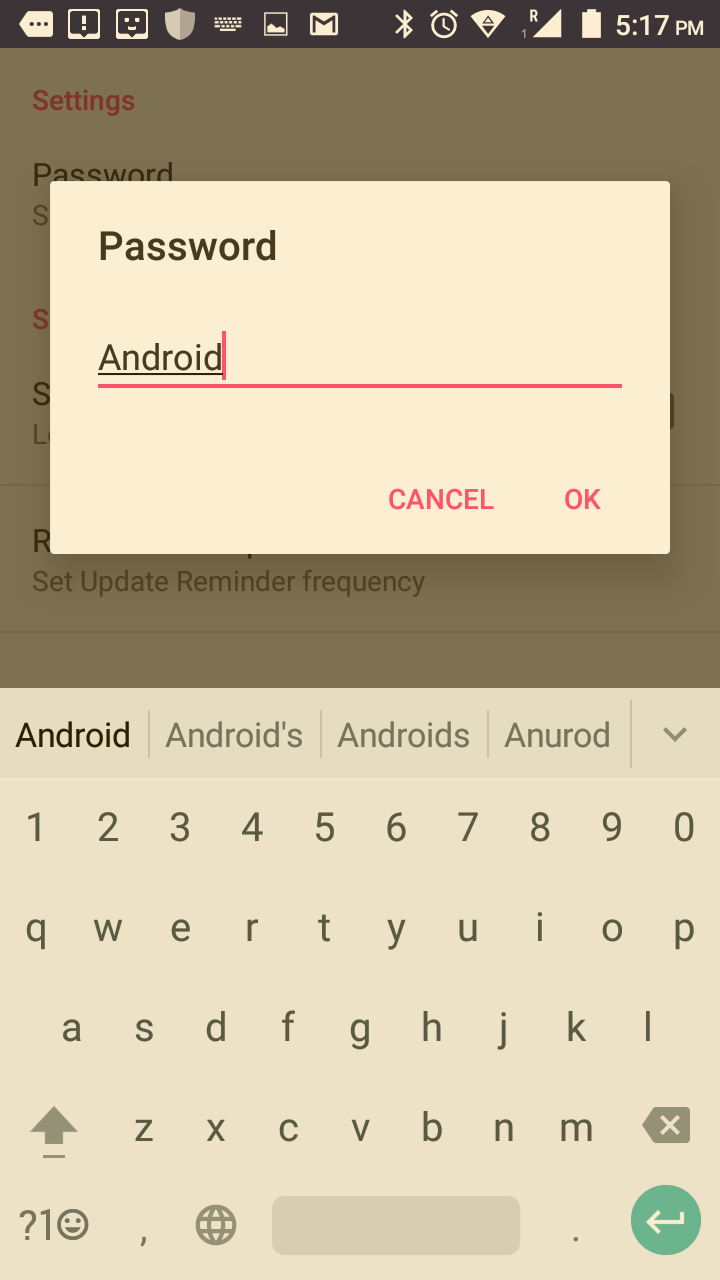 R
1
5:17 PM
Settings
Password
S
Password
S
Android
S
L
CANCEL OK
R
Set Update Reminder frequency
Android Android's Androids Anurod
1 2 3 4 5 6 7 8 9 0
q w e r t y u i o p
a s d f g h j k l
z x c v b n m
?1 , .